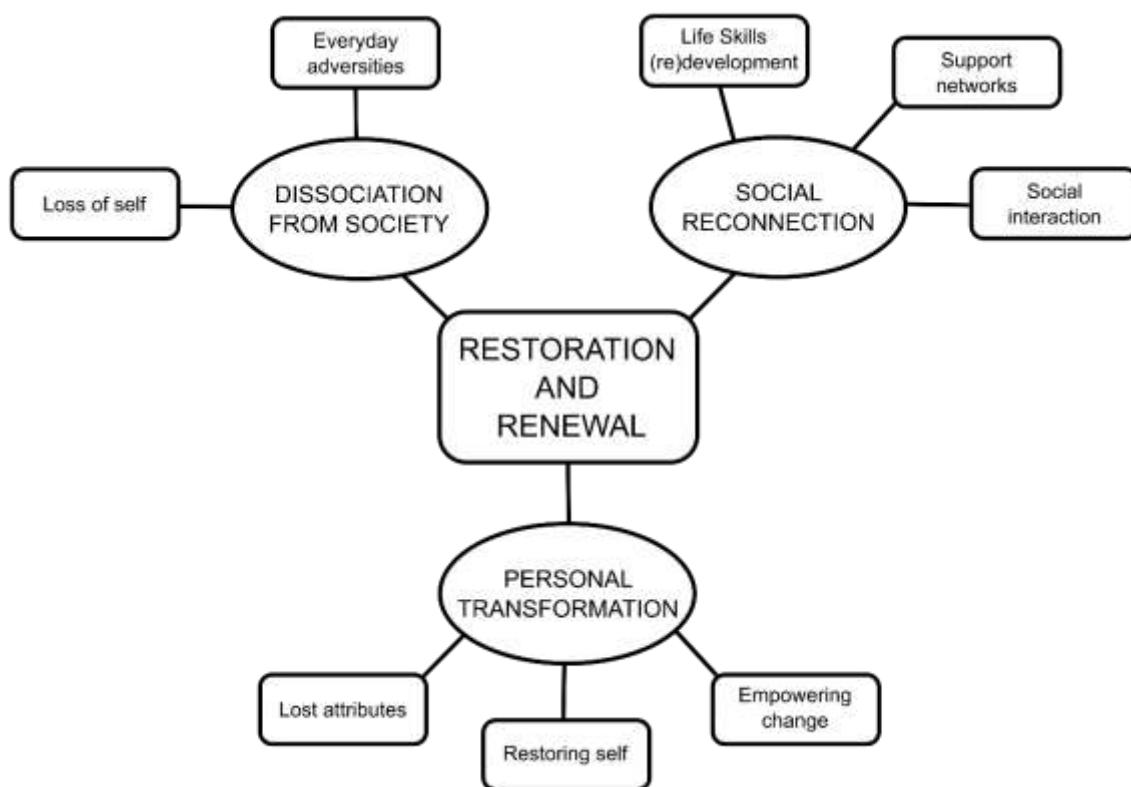 Everyday
adversities
Life Skills
(re)development
Support
networks
Loss of self
DISSOCIATION
FROM SOCIETY
SOCIAL
RECONNECTION
Social
interaction
RESTORATION
AND
RENEWAL
PERSONAL
TRANSFORMATION
Lost attributes
Restoring self
Empowering
change